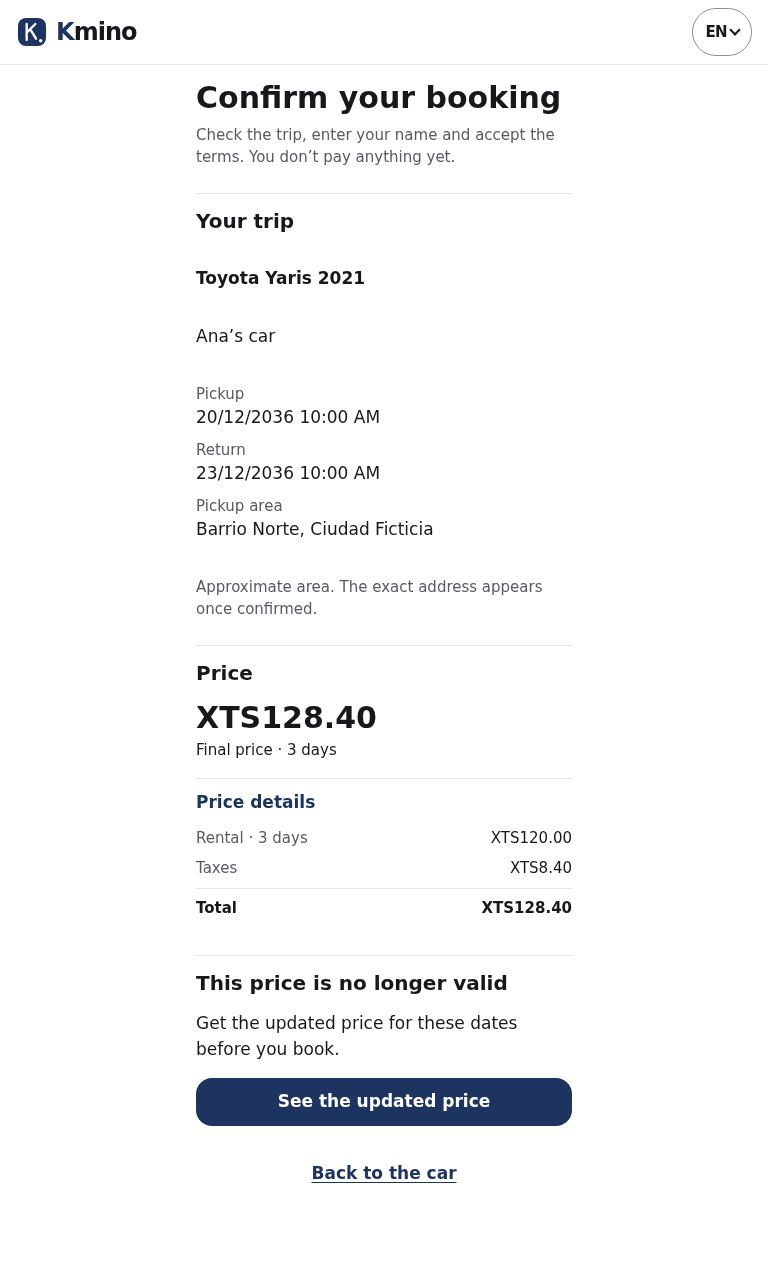 Kmino
EN
Confirm your booking
Check the trip, enter your name and accept the
terms. You don’t pay anything yet.
Your trip
Toyota Yaris 2021
Ana’s car
Pickup
20/12/2036 10:00 AM
Return
23/12/2036 10:00 AM
Pickup area
Barrio Norte, Ciudad Ficticia
Approximate area. The exact address appears
once confirmed.
Price
XTS128.40
Final price · 3 days
Price details
Rental · 3 days XTS120.00
Taxes XTS8.40
Total XTS128.40
This price is no longer valid
Get the updated price for these dates
before you book.
See the updated price
Back to the car